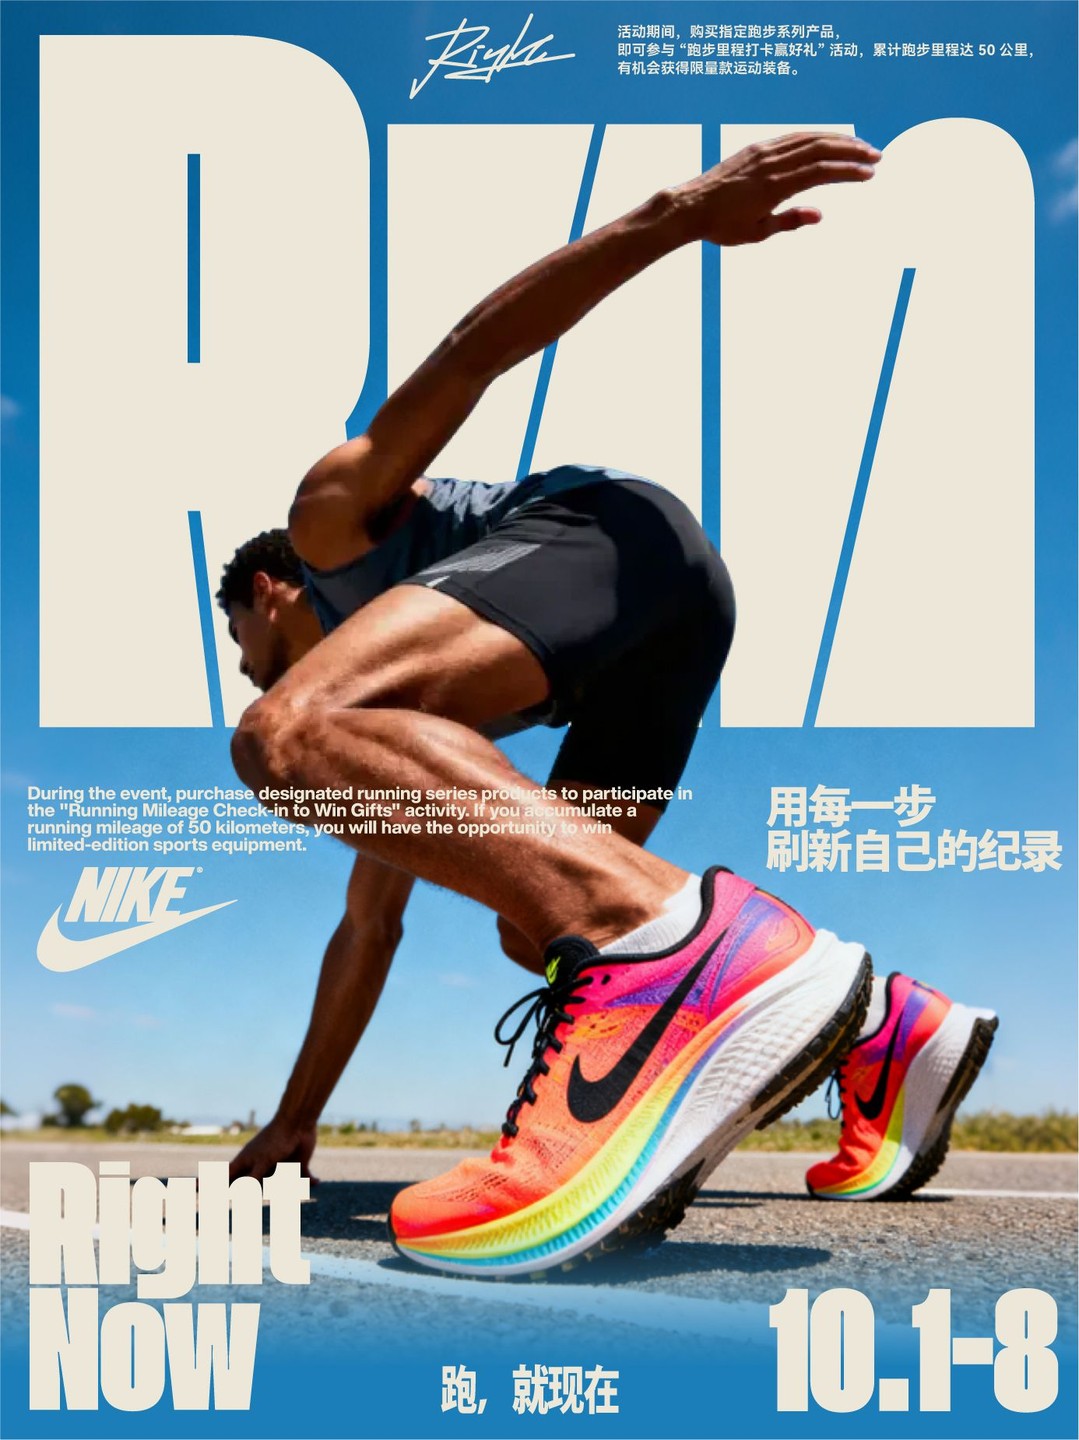 Right
活动期间，购买指定跑步系列产品，
即可参与“跑步里程打卡赢好礼”活动，累计跑步里程达 50 公里，
有机会获得限量款运动装备。
Run
During the event, purchase designated running series products to participate in
the "Running Mileage Check-in to Win Gifts" activity. If you accumulate a
running mileage of 50 kilometers, you will have the opportunity to win
limited-edition sports equipment.
用每一步
刷新自己的纪录
NIKE
Right
Now
跑，就现在
10.1-8